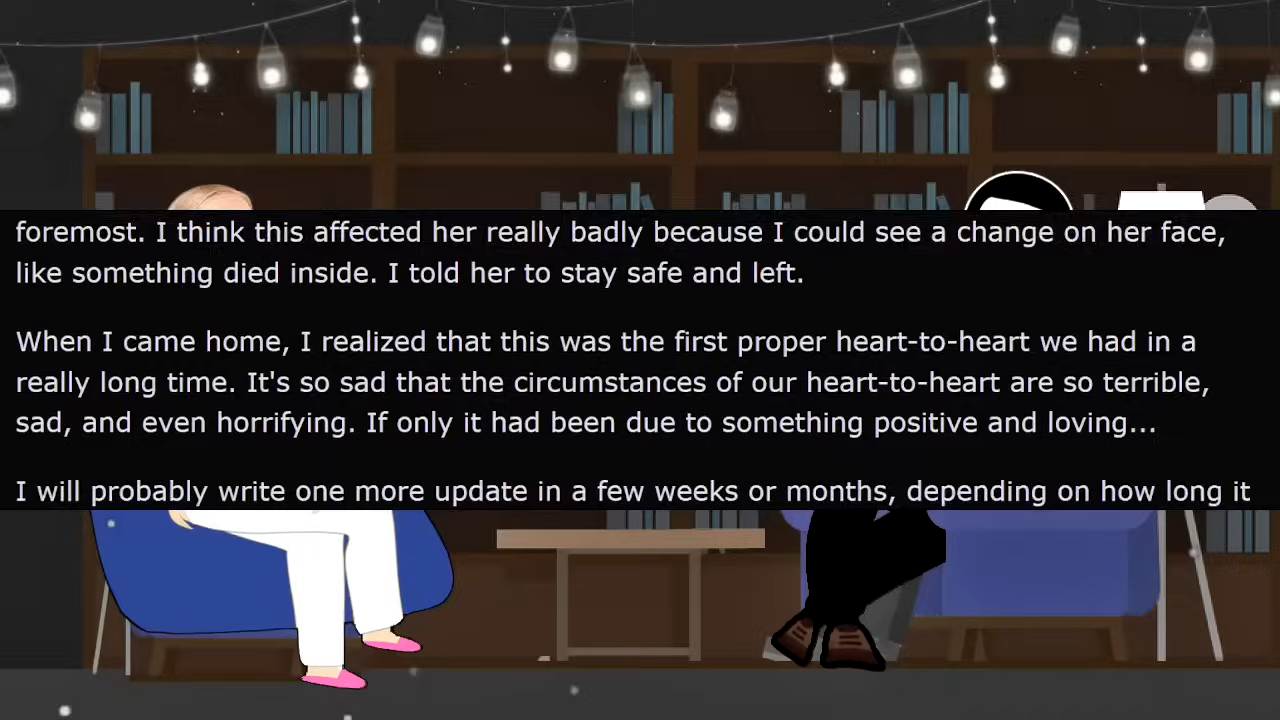 foremost. I think this affected her really badly because I could see a change on her face,
like something died inside. I told her to stay safe and left.
When I came home, I realized that this was the first proper heart-to-heart we had in a
really long time. It's so sad that the circumstances of our heart-to-heart are so terrible,
sad, and even horrifying. If only it had been due to something positive and loving...
I will probably write one more update in a few weeks or months, depending on how long it